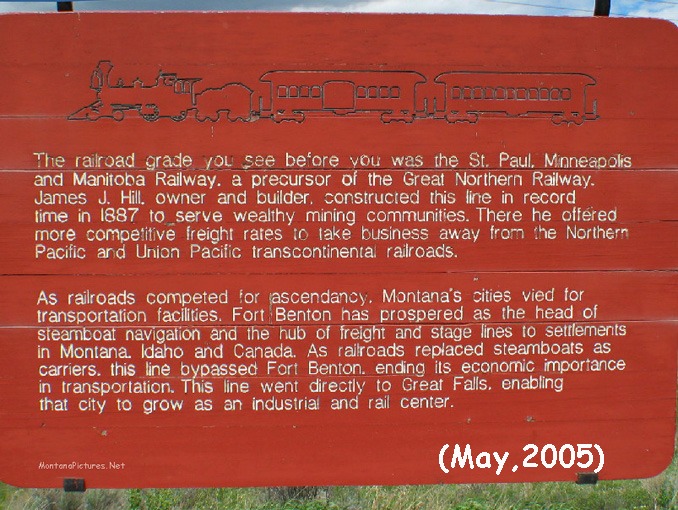 The railroad grade you see before you was the St. Paul, Minneapolis
and Manitoba Railway, a precursor of the Great Northern Railway.
James J. Hill, owner and builder, constructed this line in record
time in 1887 to serve wealthy mining communities. There he offered
more competitive freight rates to take business away from the Northern
Pacific and Union Pacific transcontinental railroads.
As railroads competed for ascendancy, Montana's cities vied for
transportation facilities. Fort Benton has prospered as the head of
steamboat navigation and the hub of freight and stage lines to settlements
in Montana, Idaho and Canada. As railroads replaced steamboats as
carriers, this line bypassed Fort Benton, ending its economic importance
in transportation. This line went directly to Great Falls, enabling
that city to grow as an industrial and rail center.
MontanaPictures.Net
(May,2005)